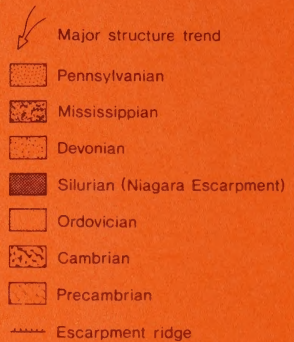 Major structure trend
Pennsylvanian
Mississippian
Devonian
Silurian (Niagara Escarpment)
Ordovician
Cambrian
Precambrian
Escarpment ridge